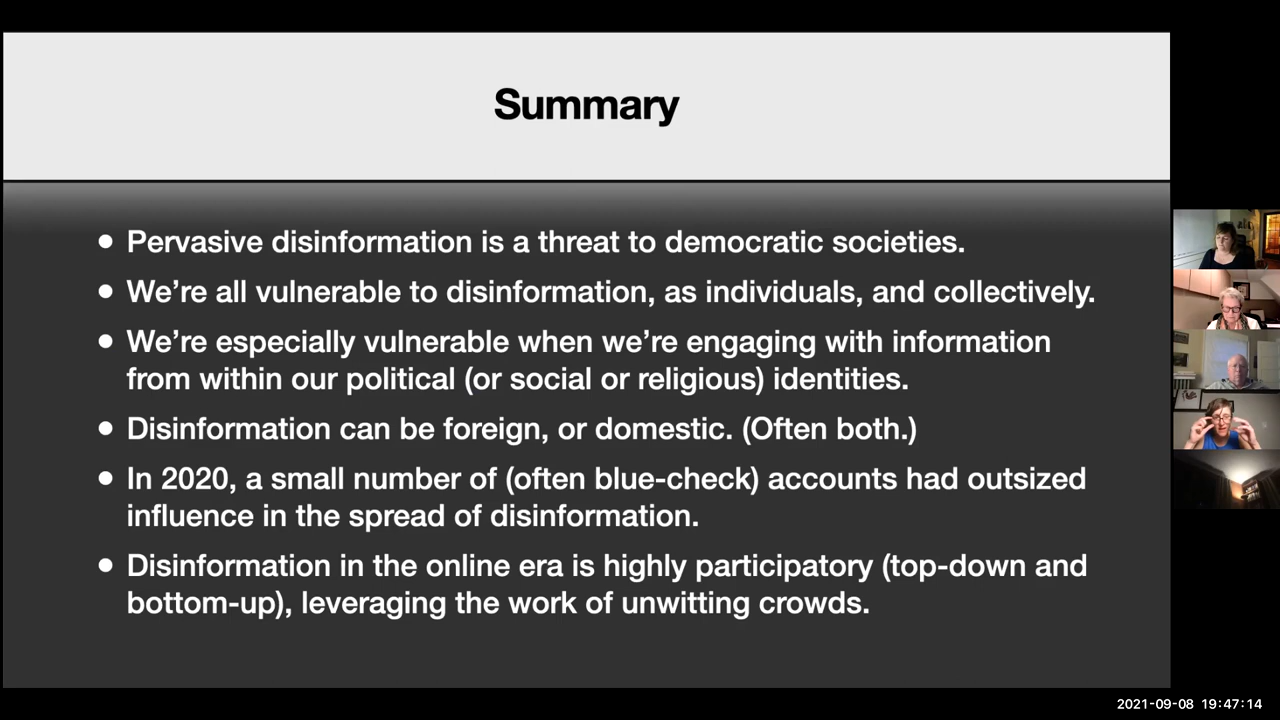 Summary
• Pervasive disinformation is a threat to democratic societies.
• We're all vulnerable to disinformation, as individuals, and collectively.
• We're especially vulnerable when we're engaging with information
from within our political (or social or religious) identities.
• Disinformation can be foreign, or domestic. (Often both.)
• In 2020, a small number of (often blue-check) accounts had outsized
influence in the spread of disinformation.
• Disinformation in the online era is highly participatory (top-down and
bottom-up), leveraging the work of unwitting crowds.
2021-09-08 19:47:14